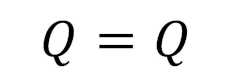 Q = Q